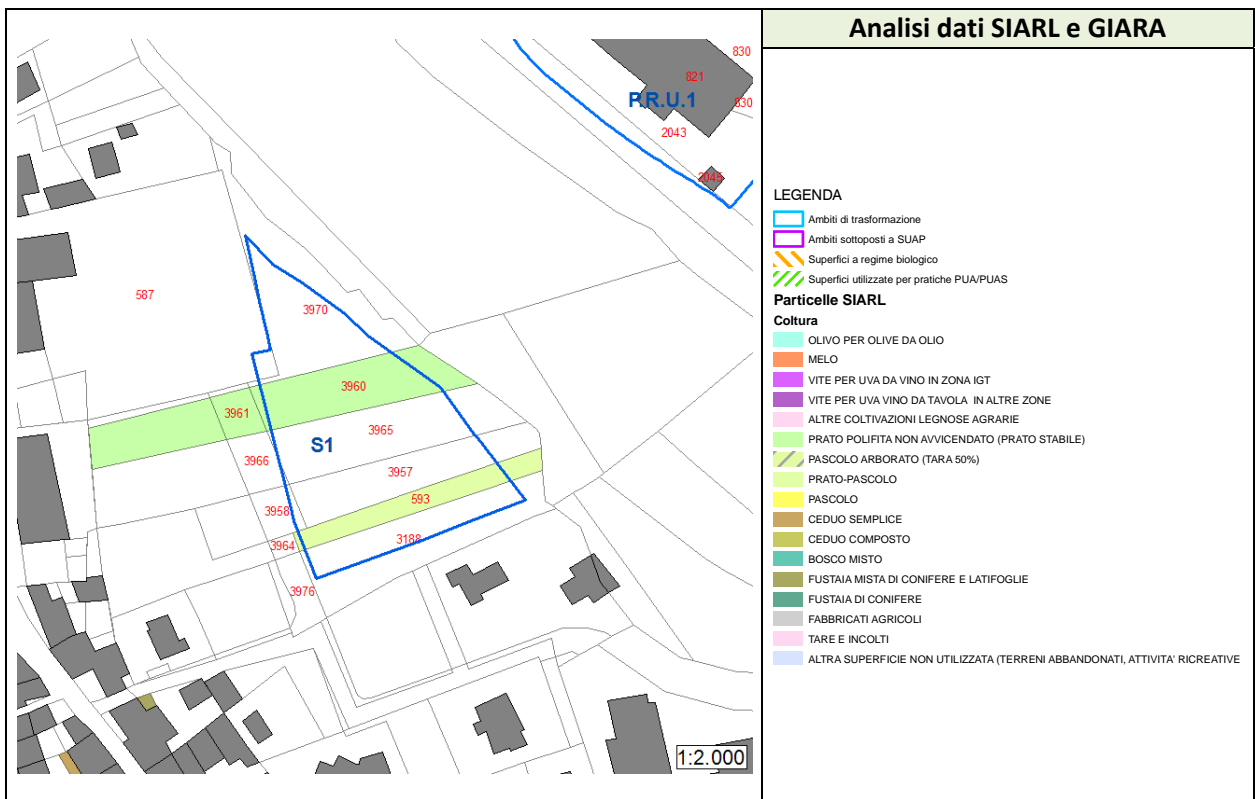 Analisi dati SIARL e GIARA
830
821
P.R.U.1
830
2043
2045
587
3970
3960
3961
3965
S1
3966
3957
593
3958
3188
3964
3976
1:2.000
LEGENDA
Ambiti di trasformazione
Ambiti sottoposti a SUAP
Superfici a regime biologico
Superfici utilizzate per pratiche PUA/PUAS
Particelle SIARL
Coltura
OLIVO PER OLIVE DA OLIO
MELO
VITE PER UVA DA VINO IN ZONA IGT
VITE PER UVA VINO DA TAVOLA IN ALTRE ZONE
ALTRE COLTIVAZIONI LEGNOSE AGRARIE
PRATO POLIFITA NON AVVICENDATO (PRATO STABILE)
PASCOLO ARBORATO (TARA 50%)
PRATO-PASCOLO
PASCOLO
CEDUO SEMPLICE
CEDUO COMPOSTO
BOSCO MISTO
FUSTAIA MISTA DI CONIFERE E LATIFOGLIE
FUSTAIA DI CONIFERE
FABBRICATI AGRICOLI
TARE E INCOLTI
ALTRA SUPERFICIE NON UTILIZZATA (TERRENI ABBANDONATI, ATTIVITA' RICREATIVE